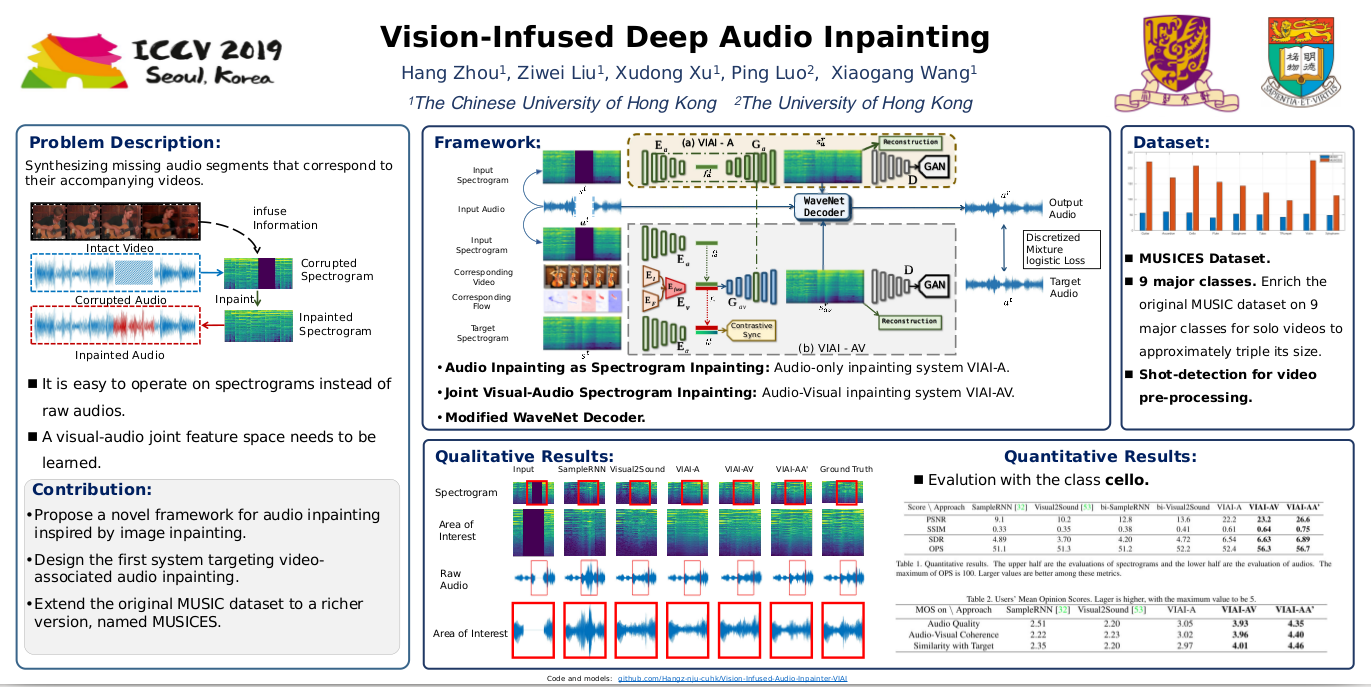 ICCV 2019
Seoul, Korea
Vision-Infused Deep Audio Inpainting
Hang Zhou¹, Ziwei Liu¹, Xudong Xu¹, Ping Luo², Xiaogang Wang¹
¹The Chinese University of Hong Kong ²The University of Hong Kong
Problem Description:
Synthesizing missing audio segments that correspond to
their accompanying videos.
infuse
Information
Intact Video
Corrupted
Spectrogram
Corrupted Audio
Inpaint
Inpainted
Spectrogram
Inpainted Audio
■ It is easy to operate on spectrograms instead of
raw audios.
■ A visual-audio joint feature space needs to be
learned.
Contribution:
•Propose a novel framework for audio inpainting
inspired by image inpainting.
•Design the first system targeting video-
associated audio inpainting.
•Extend the original MUSIC dataset to a richer
version, named MUSICES.
Framework:
(a) VIAI - A
Input
Spectrogram
Reconstruction
GAN
D
Input Audio
WaveNet
Decoder
Output
Audio
Input
Spectrogram
Discretized
Mixture
logistic Loss
Corresponding
Video
D
GAN
Corresponding
Flow
Target
Audio
Target
Spectrogram
Contrastive
Sync
Reconstruction
(b) VIAI - AV
•Audio Inpainting as Spectrogram Inpainting: Audio-only inpainting system VIAI-A.
•Joint Visual-Audio Spectrogram Inpainting: Audio-Visual inpainting system VIAI-AV.
•Modified WaveNet Decoder.
Dataset:
■ MUSICES Dataset.
■ 9 major classes. Enrich the
original MUSIC dataset on 9
major classes for solo videos to
approximately triple its size.
■ Shot-detection for video
pre-processing.
Qualitative Results:
Input SampleRNN Visual2Sound VIAI-A VIAI-AV VIAI-AA' Ground Truth
Spectrogram
Area of
Interest
Raw
Audio
Area of Interest
Quantitative Results:
■ Evalution with the class cello.
Score \ Approach SampleRNN [32] Visual2Sound [53] bi-SampleRNN bi-Visual2Sound VIAI-A VIAI-AV VIAI-AA'
PSNR 9.1 10.2 12.8 13.6 22.2 23.2 26.6
SSIM 0.33 0.35 0.38 0.41 0.61 0.64 0.75
SDR 4.89 3.70 4.20 4.72 6.54 6.63 6.89
OPS 51.1 51.3 51.2 52.2 52.4 56.3 56.7
Table 1. Quantitative results. The upper half are the evaluations of spectrograms and the lower half are the evaluation of audios. The
maximum of OPS is 100. Larger values are better among these metrics.
Table 2. Users' Mean Opinion Scores. Lager is higher, with the maximum value to be 5.
MOS on \ Approach SampleRNN [32] Visual2Sound [53] VIAI-A VIAI-AV VIAI-AA'
Audio Quality 2.51 2.20 3.05 3.93 4.35
Audio-Visual Coherence 2.22 2.23 3.02 3.96 4.40
Similarity with Target 2.35 2.20 2.97 4.01 4.46
Code and models: github.com/Hangz-nju-cuhk/Vision-Infused-Audio-Inpainter-VIAI